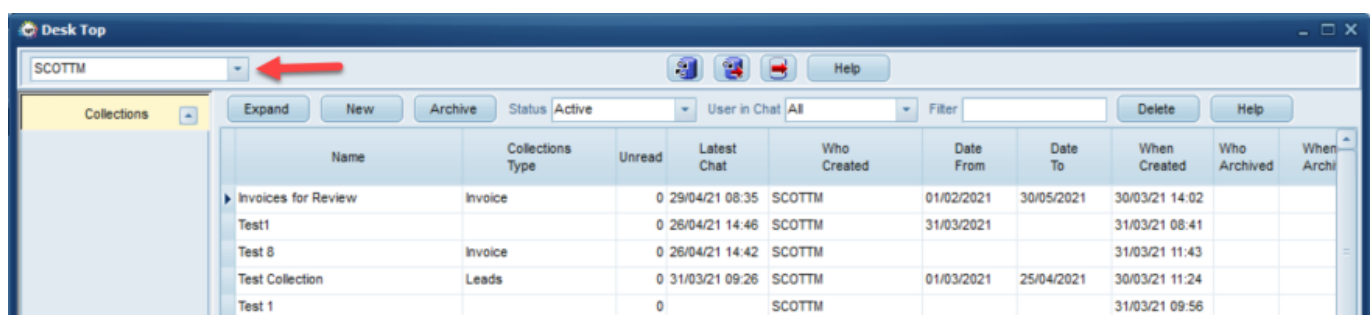 Desk Top
SCOTTM Help
Collections Expand New Archive Status Active User in Chat All Filter Delete Help
Name Collections Type Unread Latest Chat Who Created Date From Date To When Created Who Archived When Archi
Invoices for Review Invoice 0 29/04/21 08:35 SCOTTM 01/02/2021 30/05/2021 30/03/21 14:02
Test1 0 26/04/21 14:46 SCOTTM 31/03/2021 31/03/21 08:41
Test 8 Invoice 0 26/04/21 14:42 SCOTTM 31/03/21 11:43
Test Collection Leads 0 31/03/21 09:26 SCOTTM 01/03/2021 25/04/2021 30/03/21 11:24
Test 1 0 SCOTTM 31/03/21 09:56